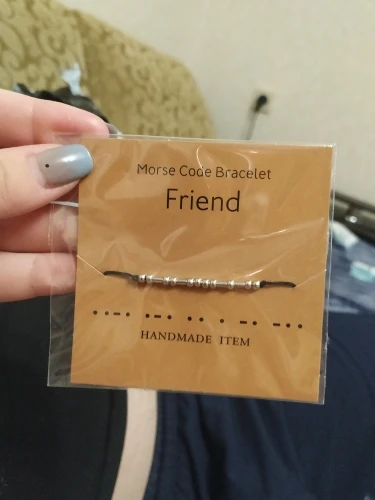 Morse Code Bracelet
Friend
••−• •−• •• • −• −••
HANDMADE ITEM